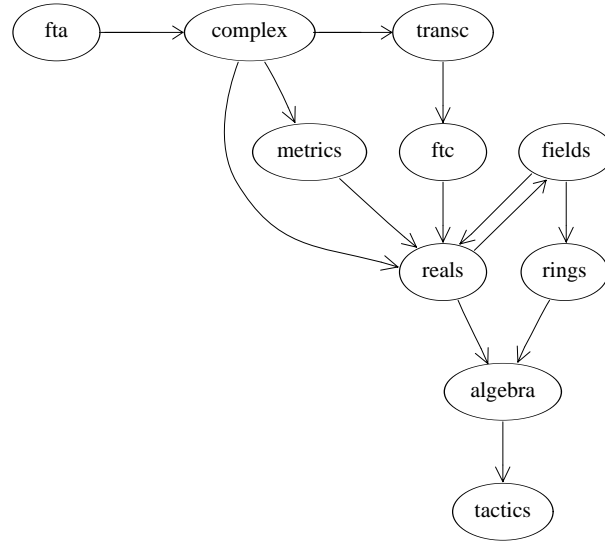 fta
complex
transc
metrics
ftc
fields
reals
rings
algebra
tactics